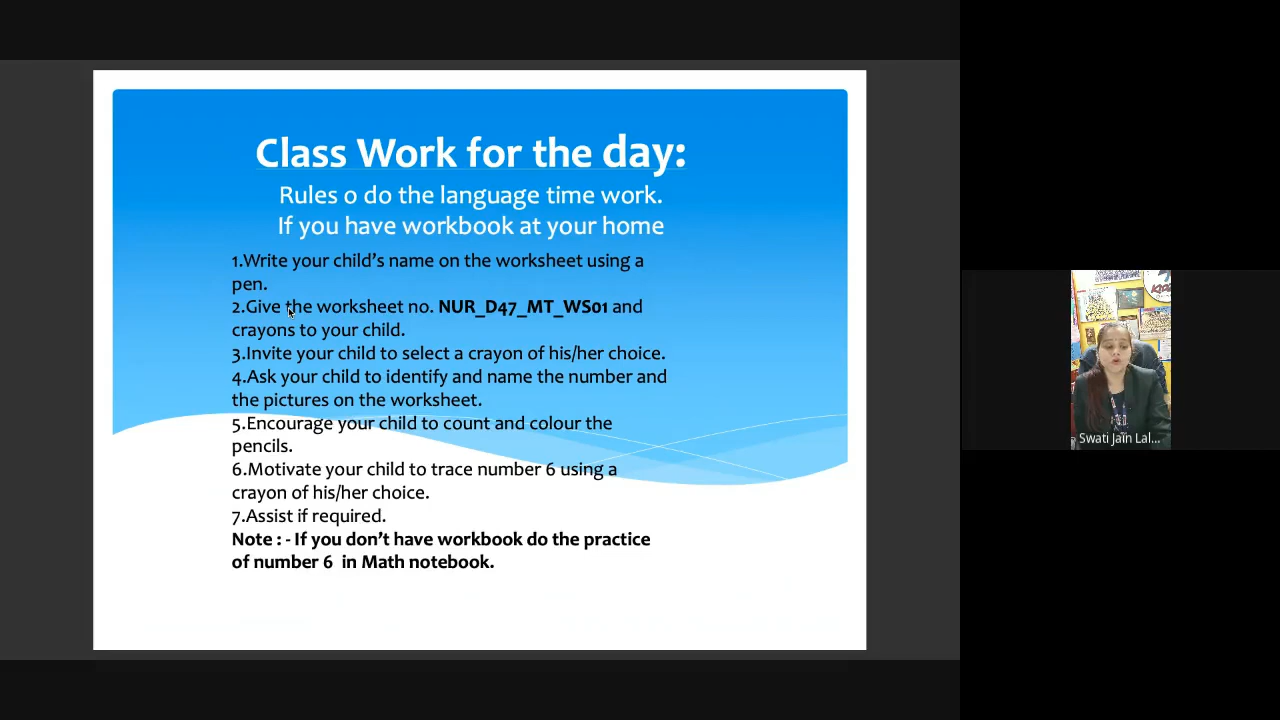 Class Work for the day:
Rules o do the language time work.
If you have workbook at your home
1.Write your child’s name on the worksheet using a
pen.
2.Give the worksheet no. NUR_D47_MT_WS01 and
crayons to your child.
3.Invite your child to select a crayon of his/her choice.
4.Ask your child to identify and name the number and
the pictures on the worksheet.
5.Encourage your child to count and colour the
pencils.
6.Motivate your child to trace number 6 using a
crayon of his/her choice.
7.Assist if required.
Note : - If you don’t have workbook do the practice
of number 6 in Math notebook.
Swati Jain Lal...